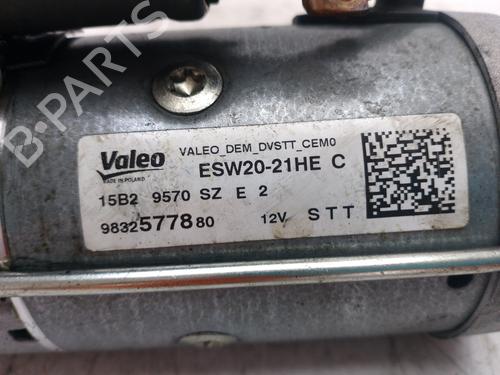 VALEO_DEM_DVSTT_CEM0
Valeo
MADE IN POLAND
ESW20-21HE C
15B2 9570 SZ E 2
9832577880 12V STT
B-PARTS